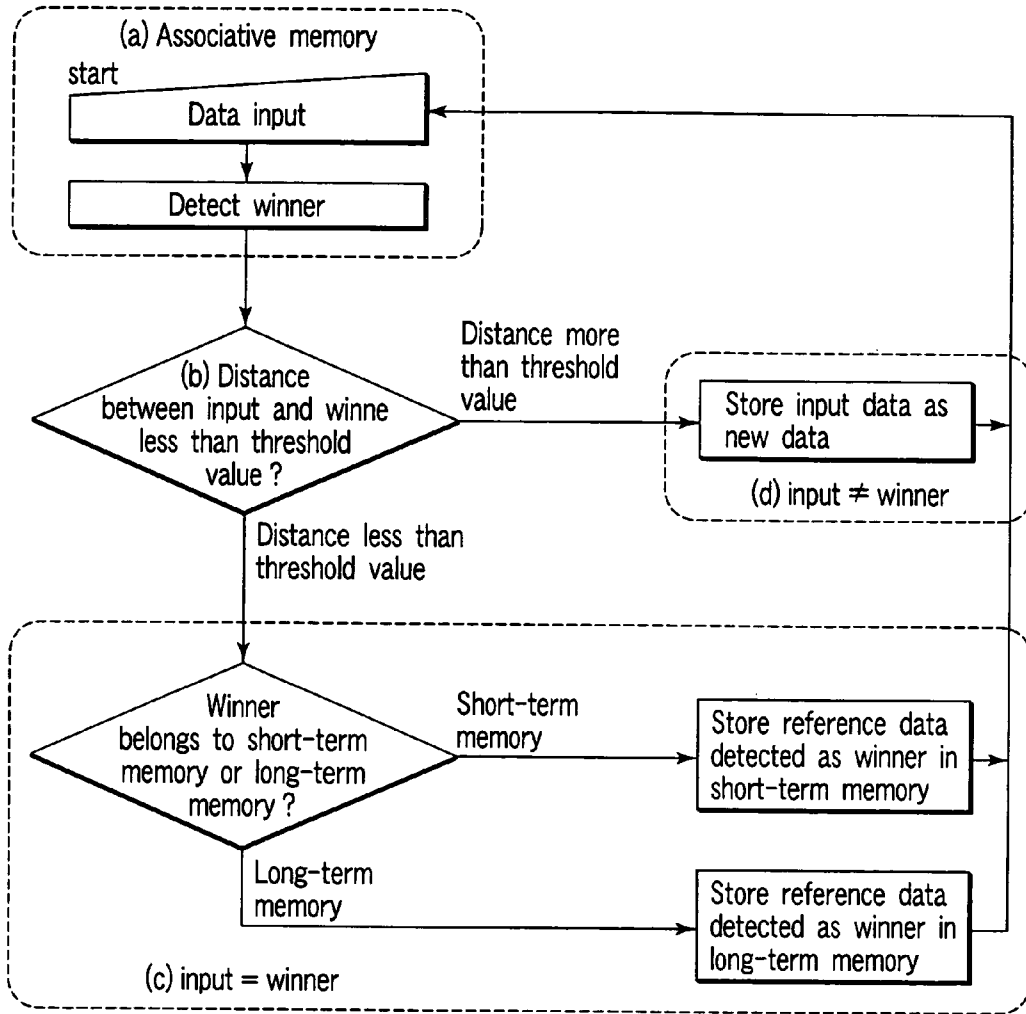 (a) Associative memory
start
Data input
Detect winner
(b) Distance
between input and winne
less than threshold
value ?
Distance more
than threshold
value
Store input data as
new data
(d) input ≠ winner
Distance less than
threshold value
Winner
belongs to short-term
memory or long-term
memory ?
Short-term
memory
Store reference data
detected as winner in
short-term memory
Long-term
memory
Store reference data
detected as winner in
long-term memory
(c) input = winner